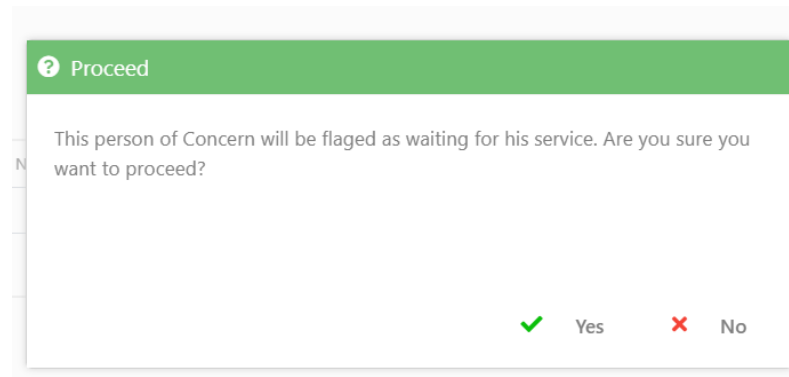 Proceed
This person of Concern will be flaged as waiting for his service. Are you sure you
N
want to proceed?
Yes No